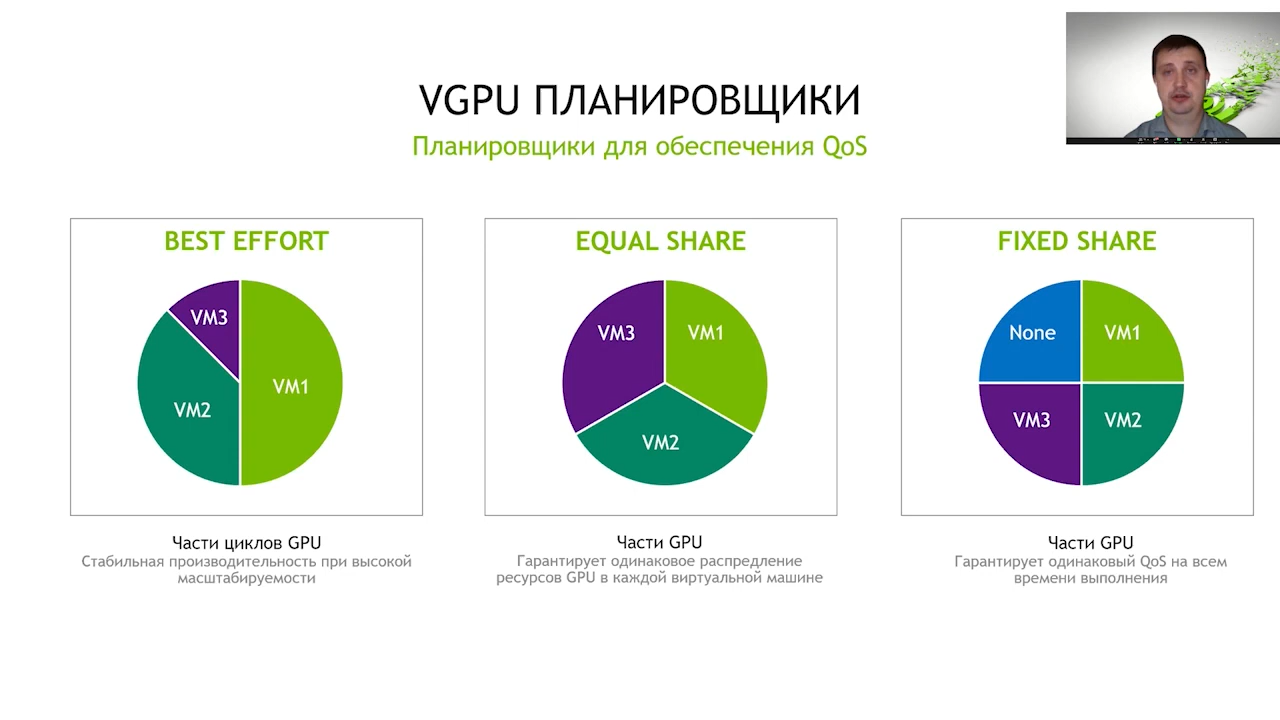 VGPU ПЛАНИРОВЩИКИ
Планировщики для обеспечения QoS
BEST EFFORT
VM3
VM1
VM2
Части циклов GPU
Стабильная производительность при высокой
масштабируемости
EQUAL SHARE
VM3
VM1
VM2
Части GPU
Гарантирует одинаковое распредление
ресурсов GPU в каждой виртуальной машине
FIXED SHARE
None
VM1
VM3
VM2
Части GPU
Гарантирует одинаковый QoS на всем
времени выполнения